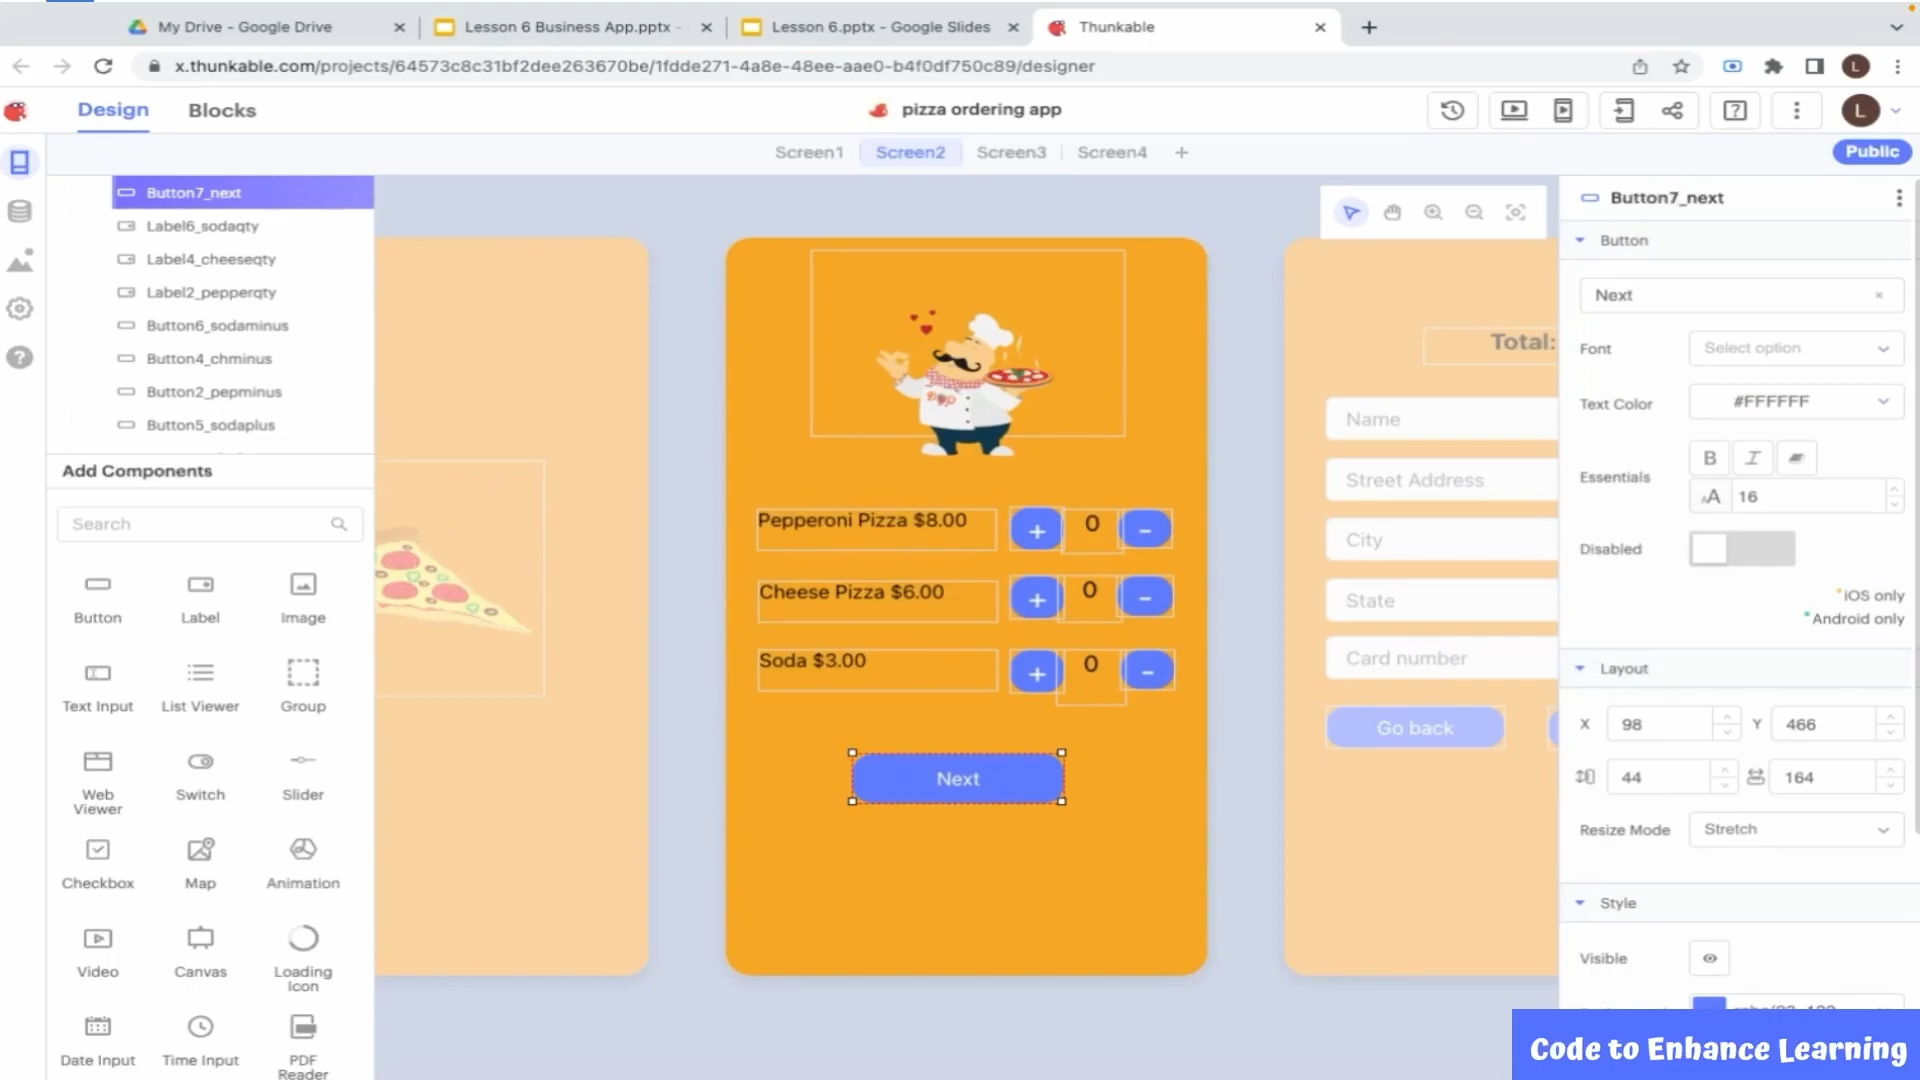 My Drive - Google Drive
Lesson 6 Business App.pptx -
Lesson 6.pptx - Google Slides
Thunkable
x.thunkable.com/projects/64573c8c31bf2dee263670be/1fdde271-4a8e-48ee-aae0-b4f0df750c89/designer
L
Design
Blocks
pizza ordering app
L
Screen1
Screen2
Screen3
Screen4
Public
Button7_next
Label6_sodaqty
Label4_cheeseqty
Label2_pepperqty
Button6_sodaminus
Button4_chminus
Button2_pepminus
Button5_sodaplus
Add Components
Search
Button
Label
Image
Text Input
List Viewer
Group
Web Viewer
Switch
Slider
Checkbox
Map
Animation
Video
Canvas
Loading Icon
Date Input
Time Input
PDF Reader
Pepperoni Pizza $8.00
+ 0 -
Cheese Pizza $6.00
+ 0 -
Soda $3.00
+ 0 -
Next
Total:
Name
Street Address
City
State
Card number
Go back
Button7_next
Button
Next
Font
Select option
Text Color
#FFFFFF
Essentials
B I
AA 16
Disabled
*iOS only
*Android only
Layout
X 98 Y 466
44 164
Resize Mode
Stretch
Style
Visible
Code to Enhance Learning